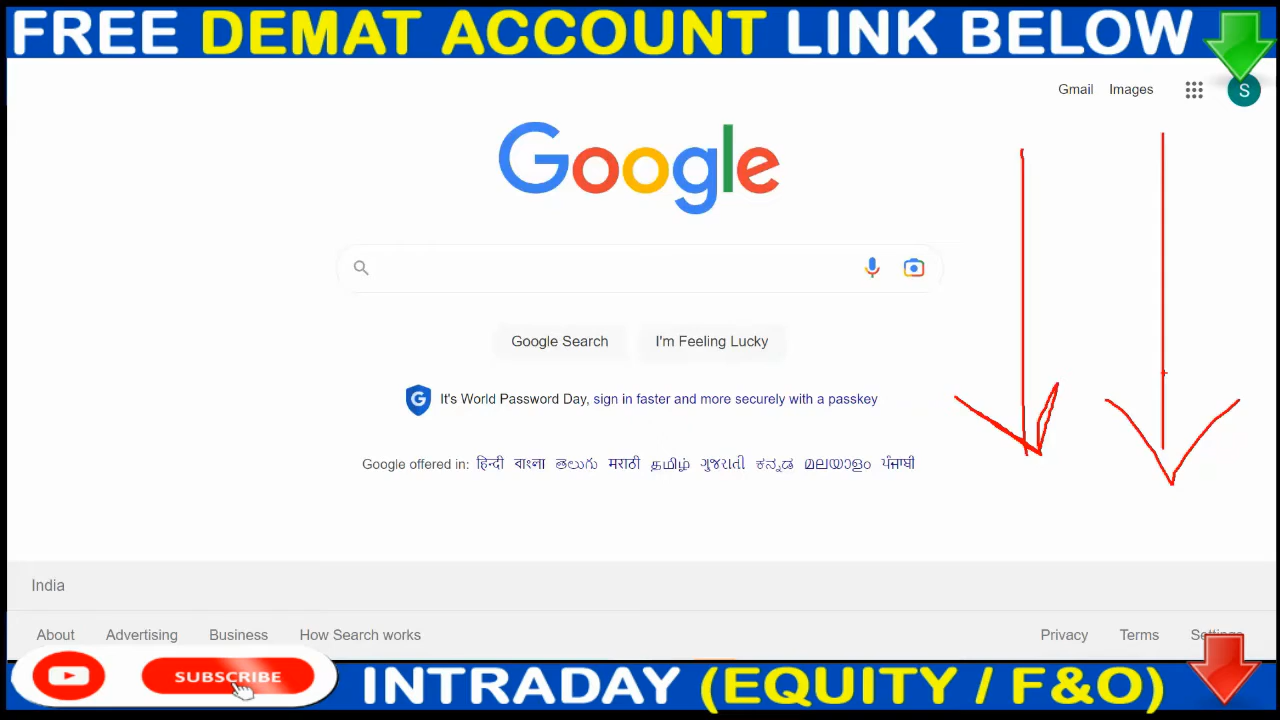 FREE DEMAT ACCOUNT LINK BELOW
Gmail Images S
Google
Google Search I'm Feeling Lucky
G It's World Password Day, sign in faster and more securely with a passkey
Google offered in: हिन्दी বাংলা తెలుగు मराठी தமிழ் ગુજરાતી ಕನ್ನಡ മലയാളം ਪੰਜਾਬੀ
India
About Advertising Business How Search works Privacy Terms Settings
SUBSCRIBE INTRADAY (EQUITY / F&O)